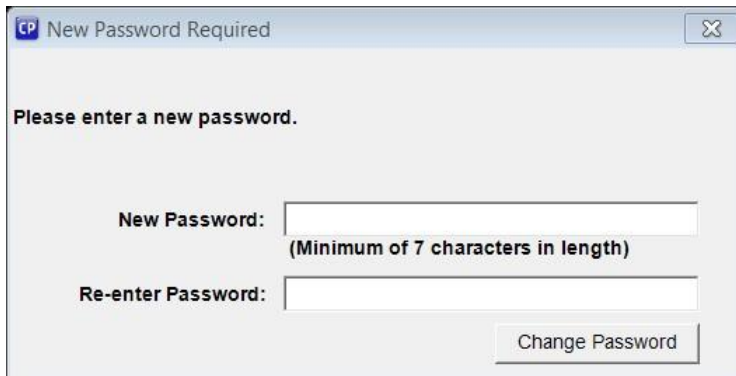 CP New Password Required
Please enter a new password.
New Password:
(Minimum of 7 characters in length)
Re-enter Password:
Change Password